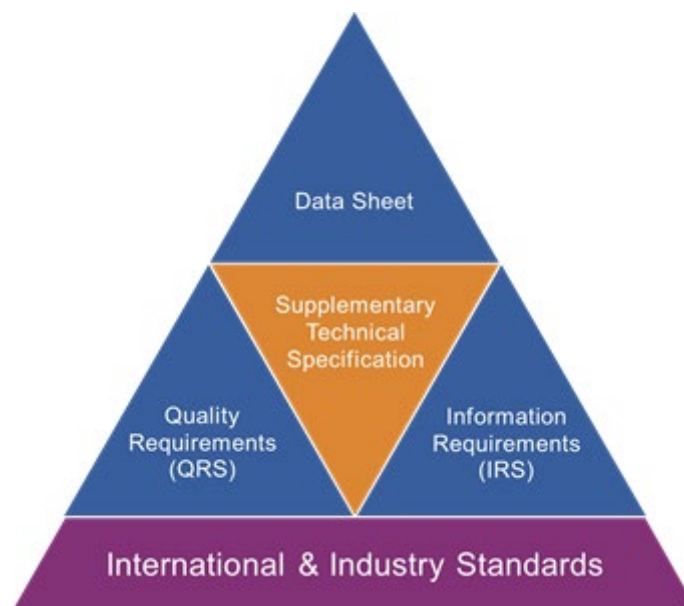 Data Sheet
Supplementary
Technical
Specification
Quality
Requirements
(QRS)
Information
Requirements
(IRS)
International & Industry Standards